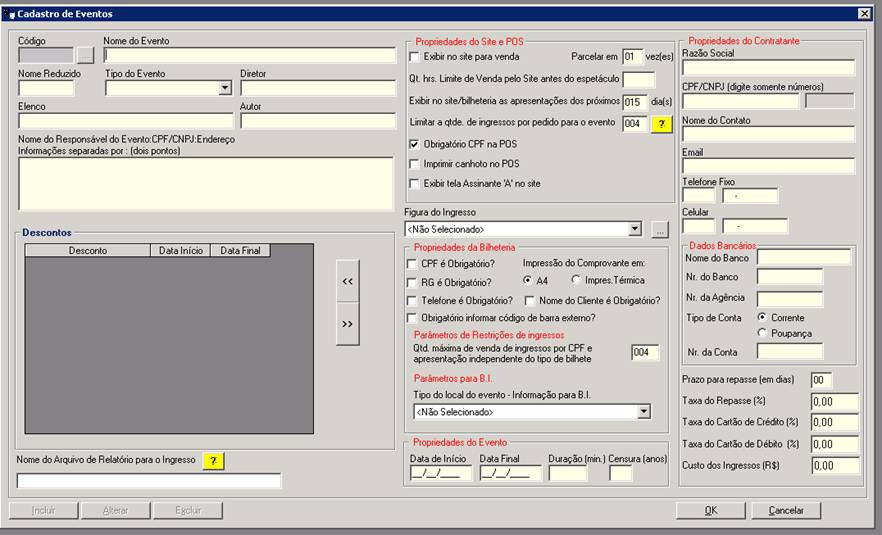 Cadastro de Eventos
Código
Nome do Evento
Nome Reduzido
Tipo do Evento
Diretor
Elenco
Autor
Nome do Responsável do Evento:CPF/CNPJ:Endereço
Informações separadas por : (dois pontos)
Descontos
Desconto Data Início Data Final
<<
>>
Nome do Arquivo de Relatório para o Ingresso ?
Propriedades do Site e POS
Exibir no site para venda Parcelar em 01 vez(es)
Qt. hrs. Limite de Venda pelo Site antes do espetáculo
Exibir no site/bilheteria as apresentações dos próximos 015 dia(s)
Limitar a qtde. de ingressos por pedido para o evento 004 ?
Obrigatório CPF na POS
Imprimir canhoto no POS
Exibir tela Assinante 'A' no site
Figura do Ingresso
<Não Selecionado> ...
Propriedades da Bilheteria
CPF é Obrigatório? Impressão do Comprovante em:
RG é Obrigatório? A4 Impres.Térmica
Telefone é Obrigatório? Nome do Cliente é Obrigatório?
Obrigatório informar código de barra externo?
Parâmetros de Restrições de ingressos
Qtd. máxima de venda de ingressos por CPF e
apresentação independente do tipo de bilhete 004
Parâmetros para B.I.
Tipo do local do evento - Informação para B.I.
<Não Selecionado>
Propriedades do Evento
Data de Início Data Final Duração (min.) Censura (anos)
__/__/____ __/__/____
Propriedades do Contratante
Razão Social
CPF/CNPJ (digite somente números)
Nome do Contato
Email
Telefone Fixo
-
Celular
-
Dados Bancários
Nome do Banco
Nr. do Banco
Nr. da Agência
Tipo de Conta Corrente
Poupança
Nr. da Conta
Prazo para repasse (em dias) 00
Taxa do Repasse (%) 0,00
Taxa do Cartão de Crédito (%) 0,00
Taxa do Cartão de Débito (%) 0,00
Custo dos Ingressos (R$) 0,00
Incluir Alterar Excluir OK Cancelar